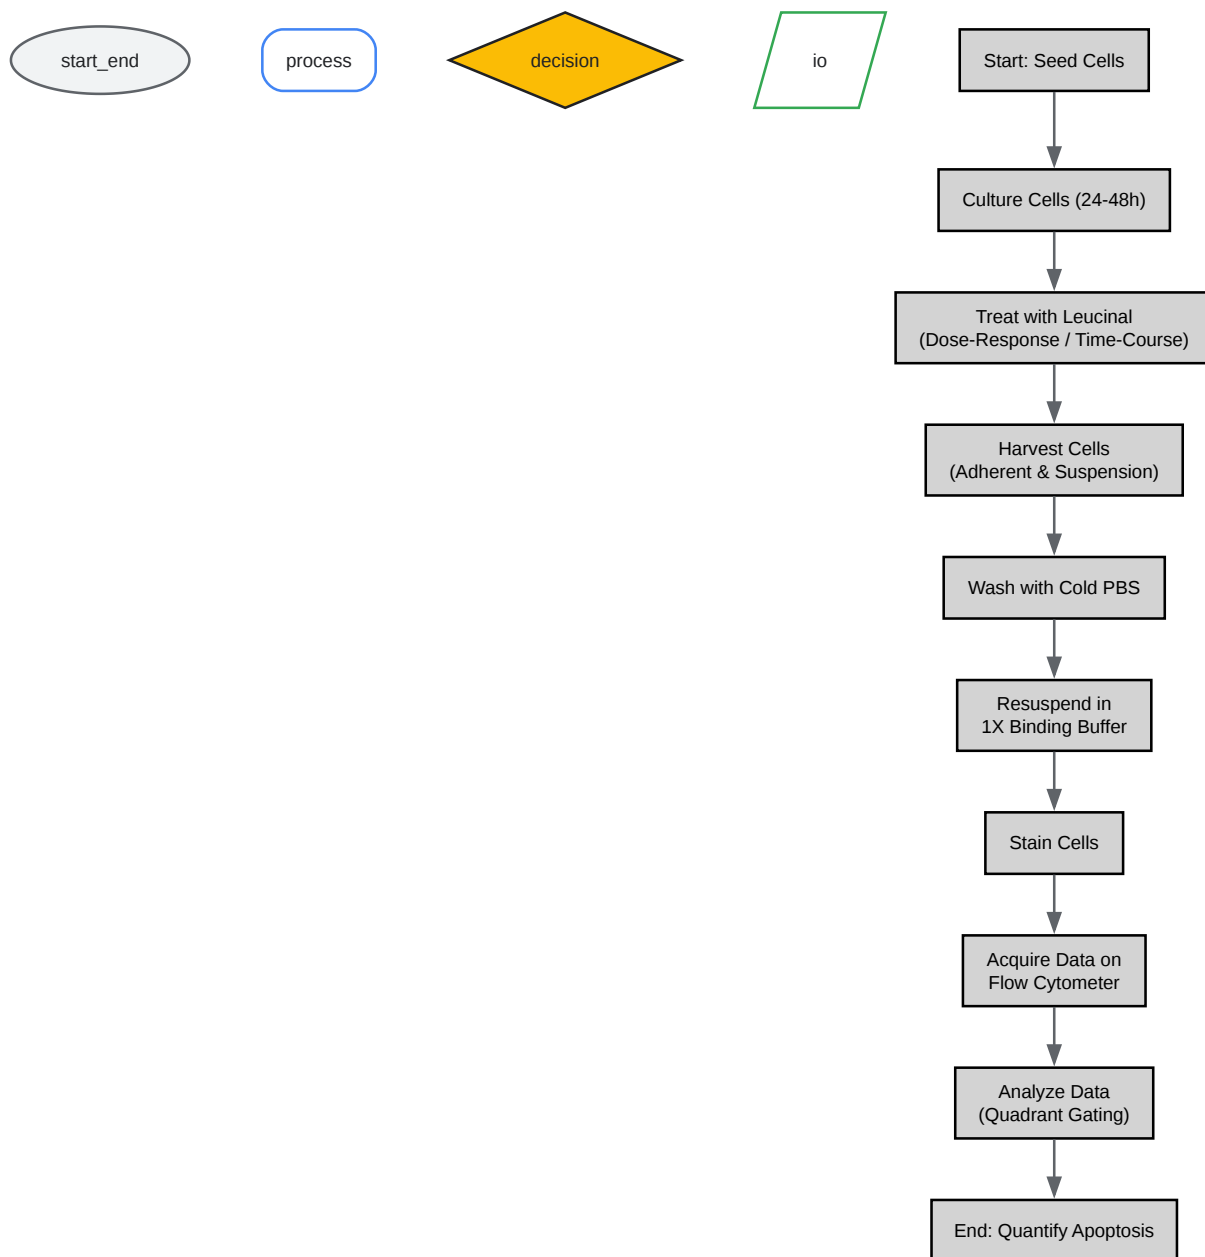 start_end
process
decision
io
Start: Seed Cells
Culture Cells (24-48h)
Treat with Leucinal
(Dose-Response / Time-Course)
Harvest Cells
(Adherent & Suspension)
Wash with Cold PBS
Resuspend in
1X Binding Buffer
Stain Cells
Acquire Data on
Flow Cytometer
Analyze Data
(Quadrant Gating)
End: Quantify Apoptosis